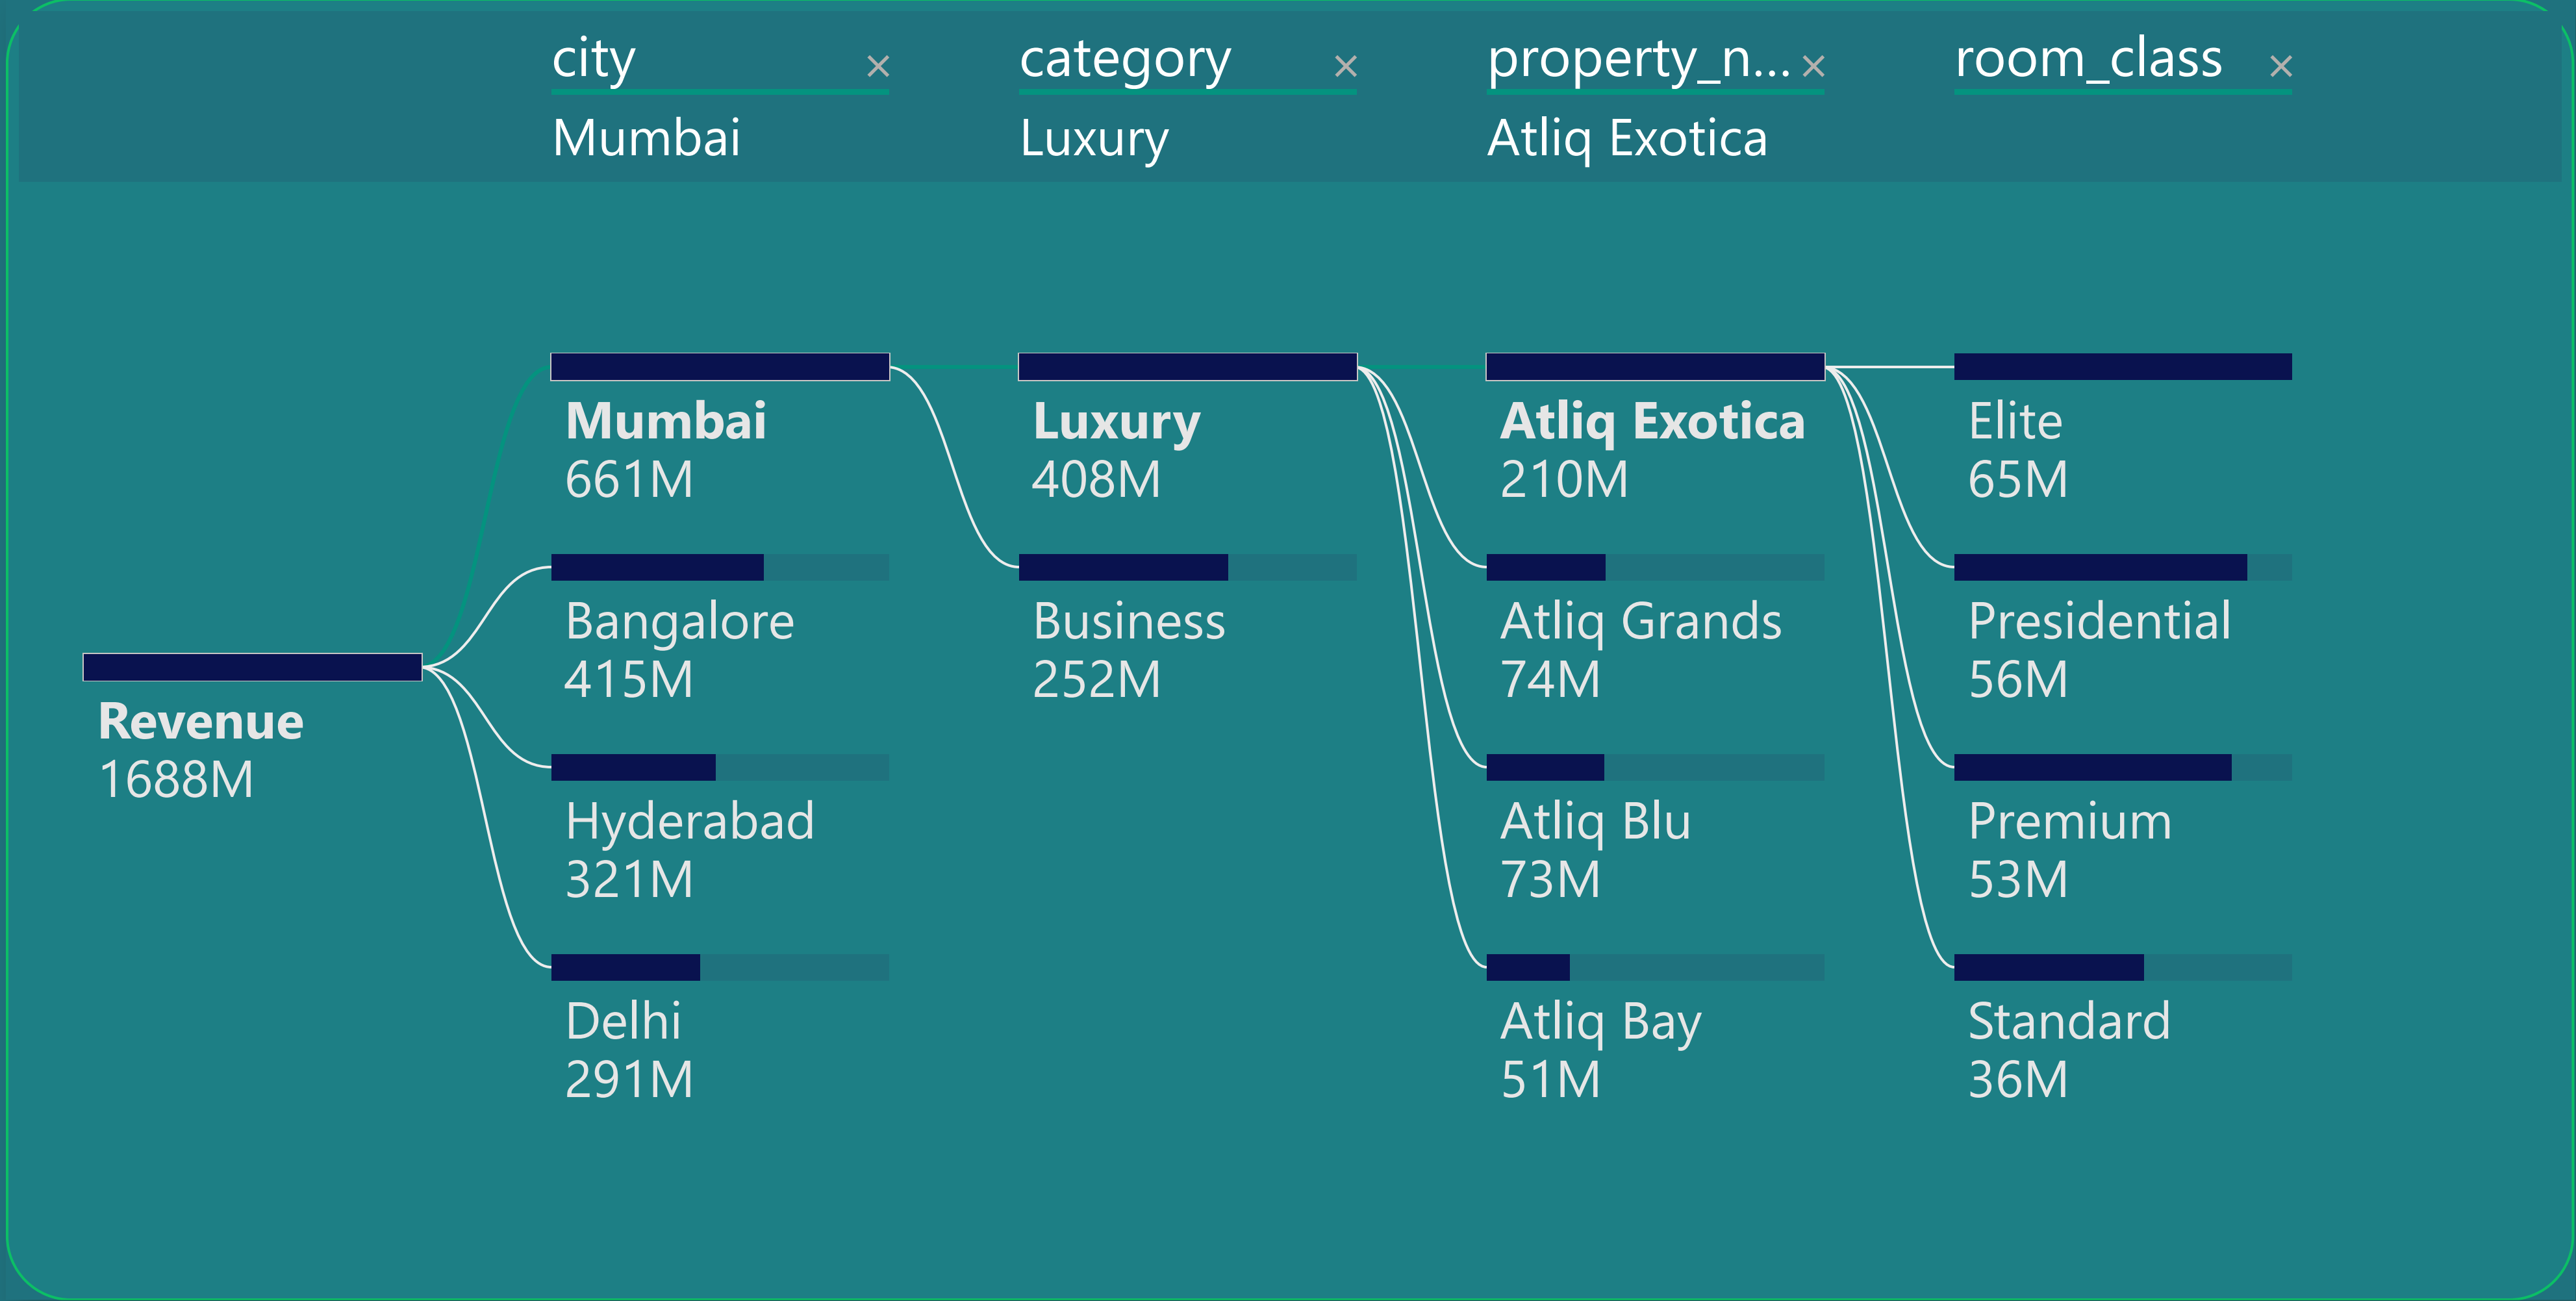 city ×
category ×
property_n... ×
room_class ×
Mumbai
Luxury
Atliq Exotica
Revenue
1688M
Mumbai
661M
Bangalore
415M
Hyderabad
321M
Delhi
291M
Luxury
408M
Business
252M
Atliq Exotica
210M
Atliq Grands
74M
Atliq Blu
73M
Atliq Bay
51M
Elite
65M
Presidential
56M
Premium
53M
Standard
36M